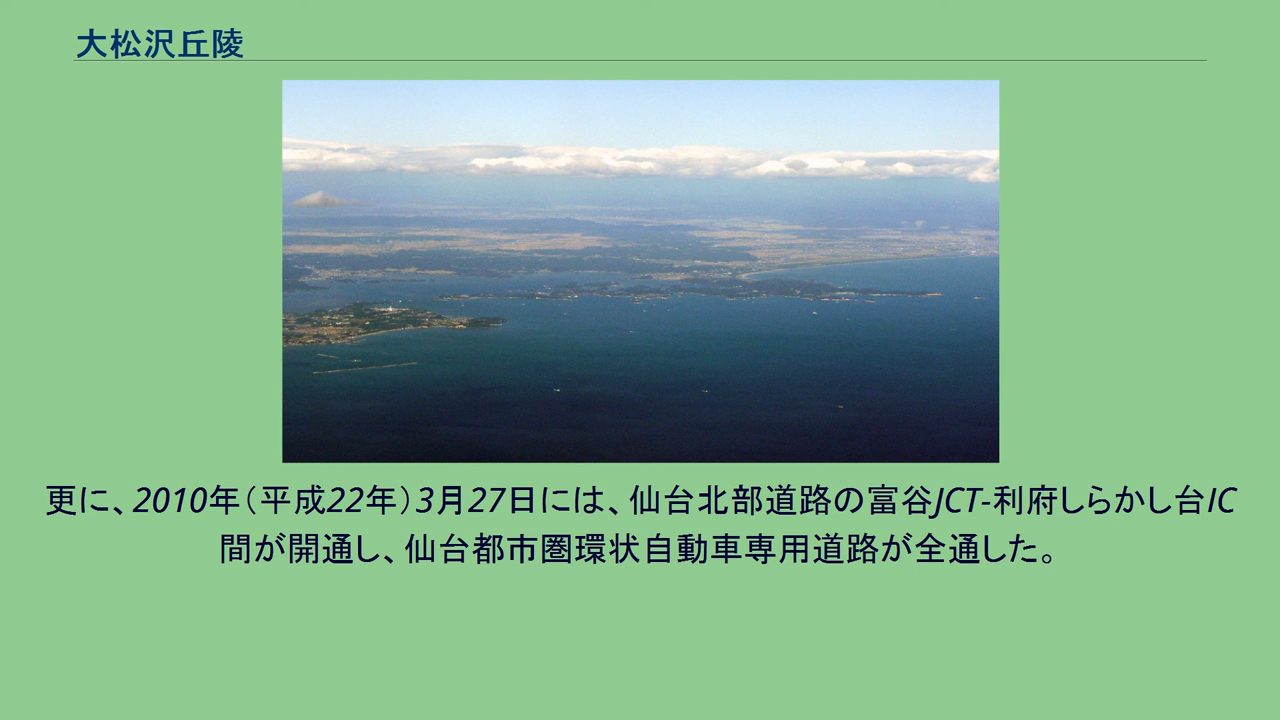 大松沢丘陵
更に、2010年（平成22年）3月27日には、仙台北部道路の富谷JCT-利府しらかし台IC
間が開通し、仙台都市圏環状自動車専用道路が全通した。